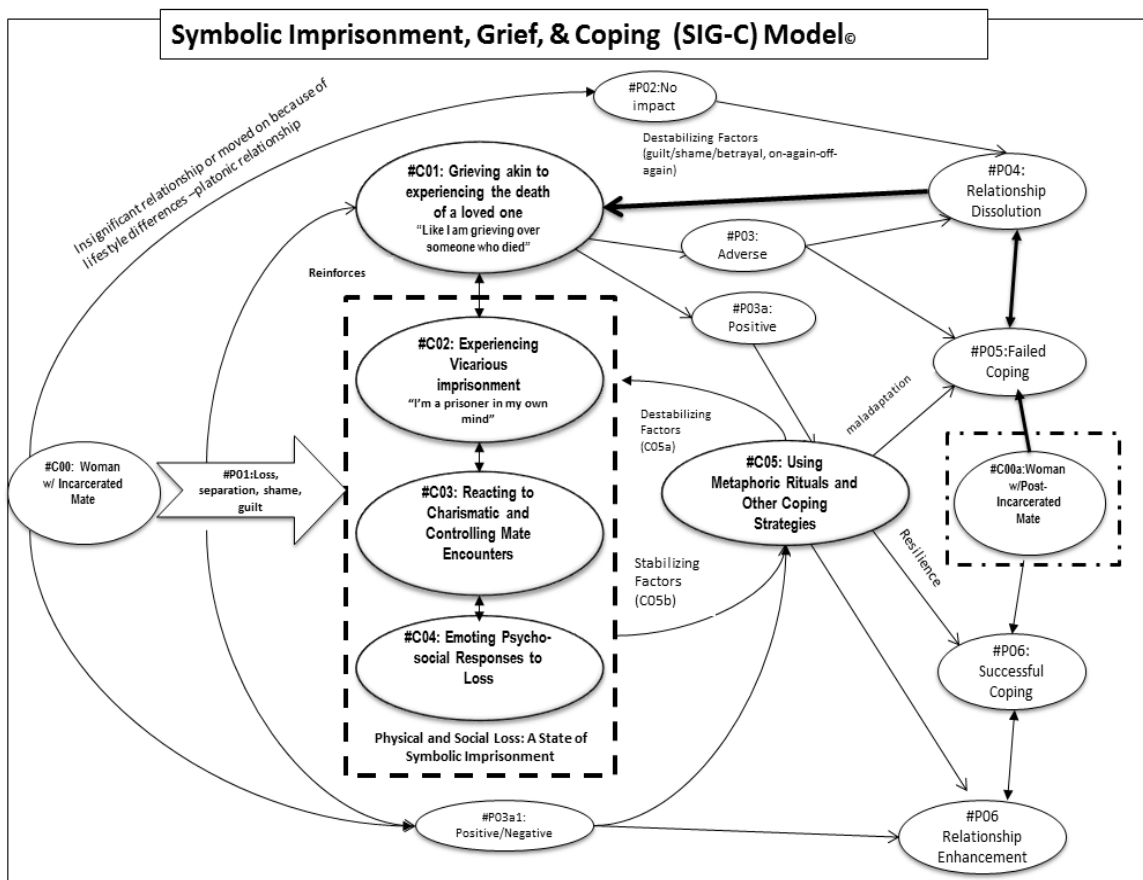 Symbolic Imprisonment, Grief, & Coping (SIG-C) Model©
#P02:No
impact
Insignificant relationship or moved on because of
lifestyle differences –platonic relationship
Destabilizing Factors
(guilt/shame/betrayal, on-again-off-
again)
#C01: Grieving akin to
experiencing the death
of a loved one
"Like I am grieving over
someone who died"
#P04:
Relationship
Dissolution
#P03:
Adverse
Reinforces
#P03a:
Positive
#C02: Experiencing
Vicarious
imprisonment
"I'm a prisoner in my own
mind"
#P05:Failed
Coping
Destabilizing
Factors
(C05a)
maladaptation
#C00: Woman
w/ Incarcerated
Mate
#P01:Loss,
separation, shame,
guilt
#C03: Reacting to
Charismatic and
Controlling Mate
Encounters
#C05: Using
Metaphoric Rituals and
Other Coping
Strategies
#C00a:Woman
w/Post-
Incarcerated
Mate
Stabilizing
Factors
(C05b)
Resilience
#C04: Emoting Psycho-
social Responses to
Loss
#P06:
Successful
Coping
Physical and Social Loss: A State of
Symbolic Imprisonment
#P03a1:
Positive/Negative
#P06
Relationship
Enhancement